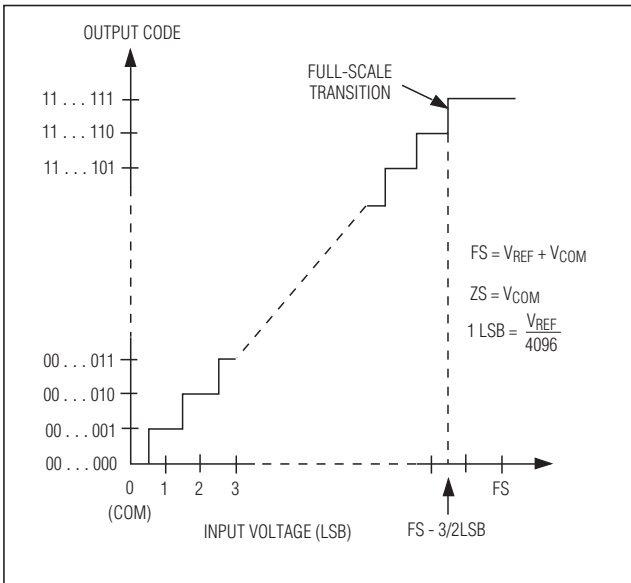 OUTPUT CODE
FULL-SCALE
TRANSITION
11 . . . 111
11 . . . 110
11 . . . 101
FS = VREF + VCOM
ZS = VCOM
1 LSB = VREF
4096
00 . . . 011
00 . . . 010
00 . . . 001
00 . . . 000
0 1 2 3 FS
(COM)
INPUT VOLTAGE (LSB)
FS - 3/2LSB